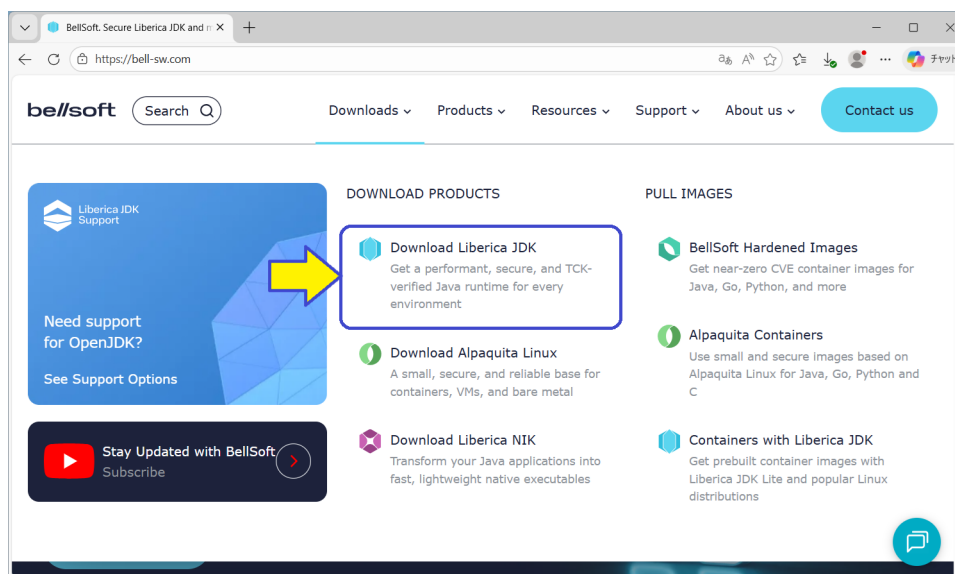 BellSoft. Secure Liberica JDK and m
https://bell-sw.com
チャット
bellsoft
Search
Downloads
Products
Resources
Support
About us
Contact us
Liberica JDK
Support
Need support
for OpenJDK?
See Support Options
Stay Updated with BellSoft
Subscribe
DOWNLOAD PRODUCTS
Download Liberica JDK
Get a performant, secure, and TCK-
verified Java runtime for every
environment
Download Alpaquita Linux
A small, secure, and reliable base for
containers, VMs, and bare metal
Download Liberica NIK
Transform your Java applications into
fast, lightweight native executables
PULL IMAGES
BellSoft Hardened Images
Get near-zero CVE container images for
Java, Go, Python, and more
Alpaquita Containers
Use small and secure images based on
Alpaquita Linux for Java, Go, Python and
C
Containers with Liberica JDK
Get prebuilt container images with
Liberica JDK Lite and popular Linux
distributions